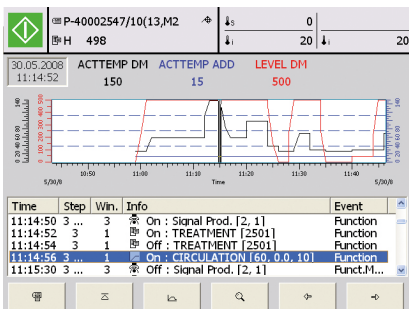 P-40002547/10(13,M2
H 498
S 0
i 20 i 20
30.05.2008
11:14:52
ACTTEMP DM ACTTEMP ADD LEVEL DM
150 15 500
10:50 11:00 11:10 11:20 11:30 11:40
5/30/8 Time 5/30/8
Time Step Win. Info Event
11:14:50 3 ... 3 On : Signal Prod. [2, 1] Function
11:14:52 3 1 On : TREATMENT [2501] Function
11:14:54 3 1 Off : TREATMENT [2501] Function
11:14:56 3 ... 1 On : CIRCULATION [60, 0.0, 10] Function
11:15:30 3 ... 3 Off : Signal Prod. [2, 1] Funct.M...